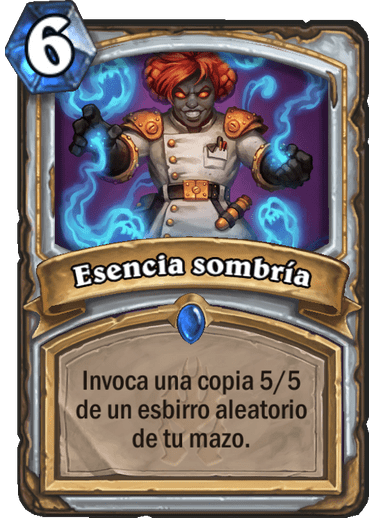 6
Esencia sombría
Invoca una copia 5/5
de un esbirro aleatorio
de tu mazo.